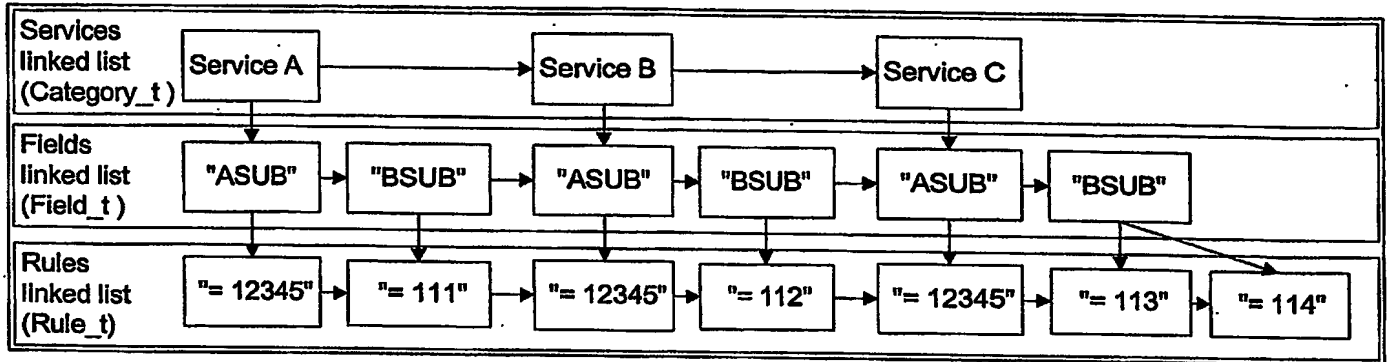 Services
linked list
(Category_t )
Service A
Service B
Service C
Fields
linked list
(Field_t )
"ASUB"
"BSUB"
"ASUB"
"BSUB"
"ASUB"
"BSUB"
Rules
linked list
(Rule_t)
"= 12345"
"= 111"
"= 12345"
"= 112"
"= 12345"
"= 113"
"= 114"